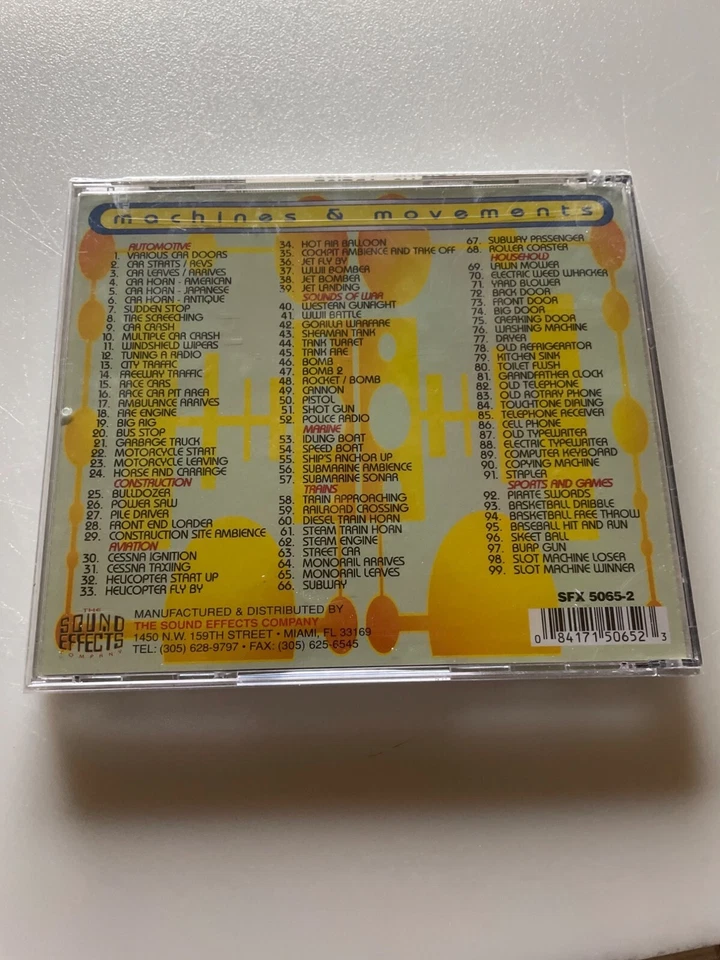 machines & movements
AUTOMOTIVE
1. VARIOUS CAR DOORS
2. CAR STARTS / REVS
3. CAR LEAVES / ARRIVES
4. CAR HORN - AMERICAN
5. CAR HORN - JAPANESE
6. CAR HORN - ANTIQUE
7. SUDDEN STOP
8. TIRE SCREECHING
9. CAR CRASH
10. MULTIPLE CAR CRASH
11. WINDSHIELD WIPERS
12. TUNING A RADIO
13. CITY TRAFFIC
14. FREEWAY TRAFFIC
15. RACE CARS
16. RACE CAR PIT AREA
17. AMBULANCE ARRIVES
18. FIRE ENGINE
19. BIG RIG
20. BUS STOP
21. GARBAGE TRUCK
22. MOTORCYCLE START
23. MOTORCYCLE LEAVING
24. HORSE AND CARRIAGE
CONSTRUCTION
25. BULLDOZER
26. POWER SAW
27. PILE DRIVER
28. FRONT END LOADER
29. CONSTRUCTION SITE AMBIENCE
AVIATION
30. CESSNA IGNITION
31. CESSNA TAXIING
32. HELICOPTER START UP
33. HELICOPTER FLY BY
34. HOT AIR BALLOON
35. COCKPIT AMBIENCE AND TAKE OFF
36. JET FLY BY
37. WWII BOMBER
38. JET BOMBER
39. JET LANDING
SOUNDS OF WAR
40. WESTERN GUNFIGHT
41. WWII BATTLE
42. GORILLA WARFARE
43. SHERMAN TANK
44. TANK TURRET
45. TANK FIRE
46. BOMB
47. BOMB 2
48. ROCKET / BOMB
49. CANNON
50. PISTOL
51. SHOT GUN
52. POLICE RADIO
MARINE
53. IDLING BOAT
54. SPEED BOAT
55. SHIP'S ANCHOR UP
56. SUBMARINE AMBIENCE
57. SUBMARINE SONAR
TRAINS
58. TRAIN APPROACHING
59. RAILROAD CROSSING
60. DIESEL TRAIN HORN
61. STEAM TRAIN HORN
62. STEAM ENGINE
63. STREET CAR
64. MONORAIL ARRIVES
65. MONORAIL LEAVES
66. SUBWAY
67. SUBWAY PASSENGER
68. ROLLER COASTER
HOUSEHOLD
69. LAWN MOWER
70. ELECTRIC WEED WHACKER
71. YARD BLOWER
72. BACK DOOR
73. FRONT DOOR
74. BIG DOOR
75. CREAKING DOOR
76. WASHING MACHINE
77. DRYER
78. OLD REFRIGERATOR
79. KITCHEN SINK
80. TOILET FLUSH
81. GRANDFATHER CLOCK
82. OLD TELEPHONE
83. OLD ROTARY PHONE
84. TOUCHTONE DIALING
85. TELEPHONE RECEIVER
86. CELL PHONE
87. OLD TYPEWRITER
88. ELECTRIC TYPEWRITER
89. COMPUTER KEYBOARD
90. COPYING MACHINE
91. STAPLER
SPORTS AND GAMES
92. PIRATE SWORDS
93. BASKETBALL DRIBBLE
94. BASKETBALL FREE THROW
95. BASEBALL HIT AND RUN
96. SKEET BALL
97. BURP GUN
98. SLOT MACHINE LOSER
99. SLOT MACHINE WINNER
SFX 5065-2
THE
SOUND
EFFECTS
COMPANY
MANUFACTURED & DISTRIBUTED BY
THE SOUND EFFECTS COMPANY
1450 N.W. 159TH STREET • MIAMI, FL 33169
TEL: (305) 628-9797 • FAX: (305) 625-6545
0 84171 50652 3